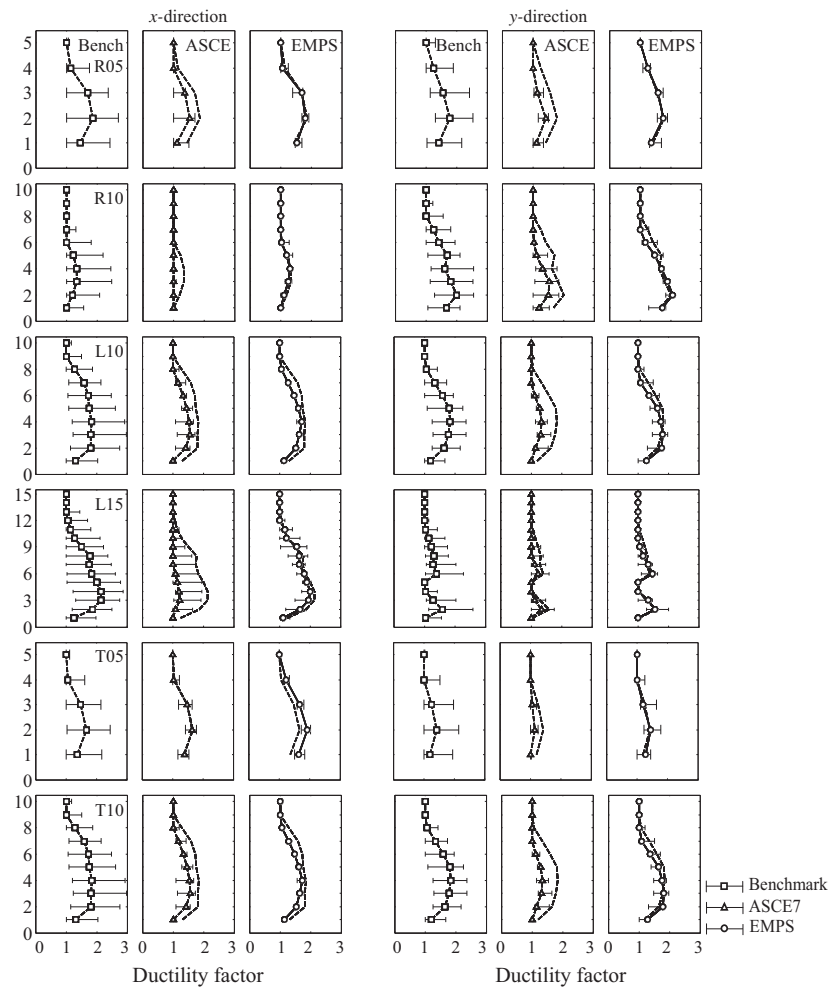 x-direction y-direction
Bench ASCE EMPS Bench ASCE EMPS
5
R05
4
3
2
1
0
10
R10
8
6
4
2
0
10
L10
8
6
4
2
0
15
L15
12
9
6
3
0
5
T05
4
3
2
1
0
10
T10
8
6
4
2
0
0 1 2 3 0 1 2 3 0 1 2 3 0 1 2 3 0 1 2 3 0 1 2 3
Ductility factor Ductility factor
Benchmark
ASCE7
EMPS